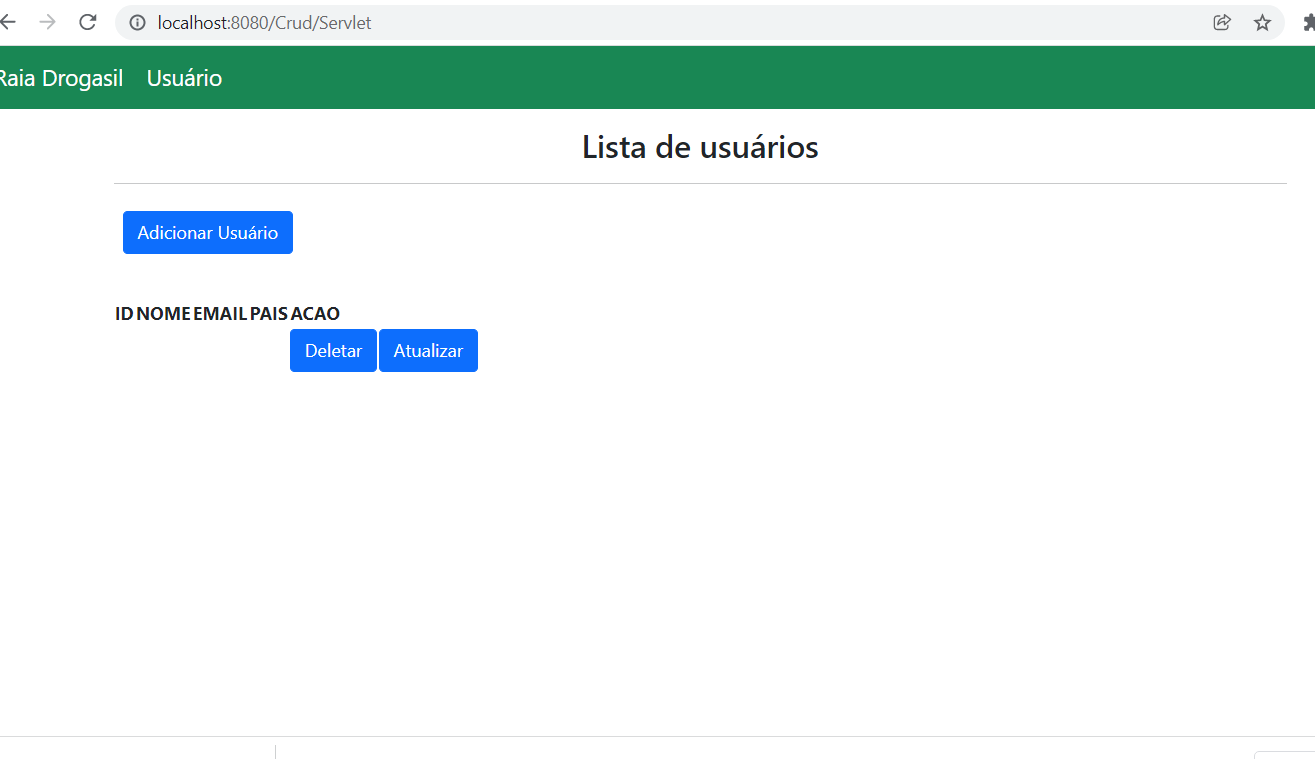 localhost:8080/Crud/Servlet
Raia Drogasil Usuário
Lista de usuários
Adicionar Usuário
ID NOME EMAIL PAIS ACAO
Deletar Atualizar